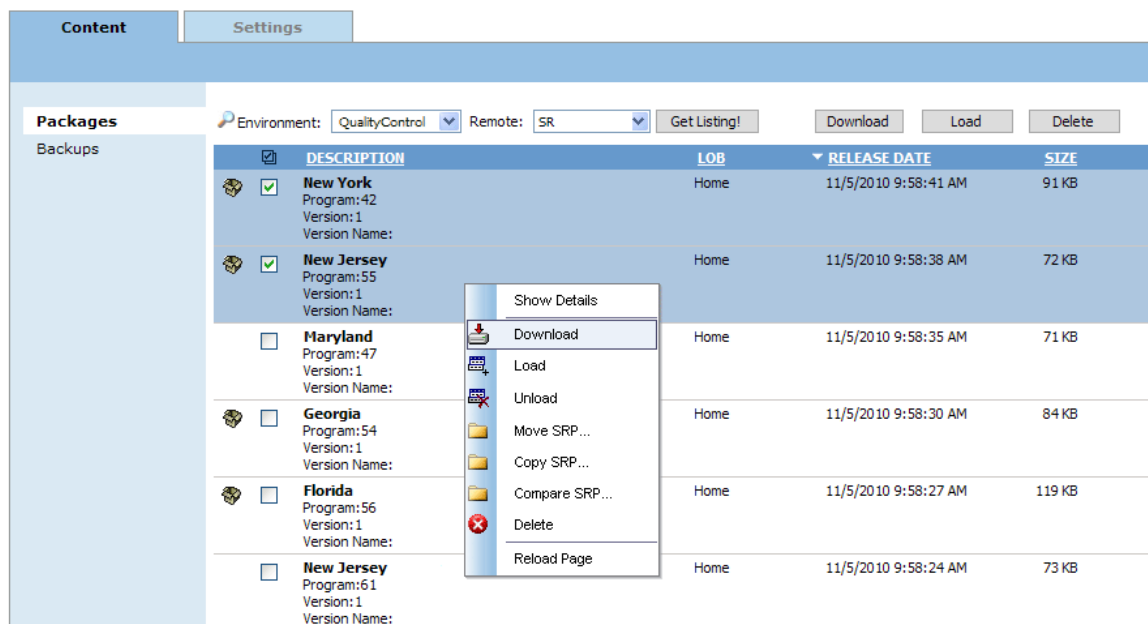 Content Settings
Packages
Backups
Environment: QualityControl Remote: SR Get Listing! Download Load Delete
DESCRIPTION LOB RELEASE DATE SIZE
New York Home 11/5/2010 9:58:41 AM 91 KB
Program:42
Version:1
Version Name:
New Jersey Home 11/5/2010 9:58:38 AM 72 KB
Program:55
Version:1
Version Name:
Maryland Home 11/5/2010 9:58:35 AM 71 KB
Program:47
Version:1
Version Name:
Georgia Home 11/5/2010 9:58:30 AM 84 KB
Program:54
Version:1
Version Name:
Florida Home 11/5/2010 9:58:27 AM 119 KB
Program:56
Version:1
Version Name:
New Jersey Home 11/5/2010 9:58:24 AM 73 KB
Program:61
Version:1
Version Name:
Show Details
Download
Load
Unload
Move SRP...
Copy SRP...
Compare SRP...
Delete
Reload Page